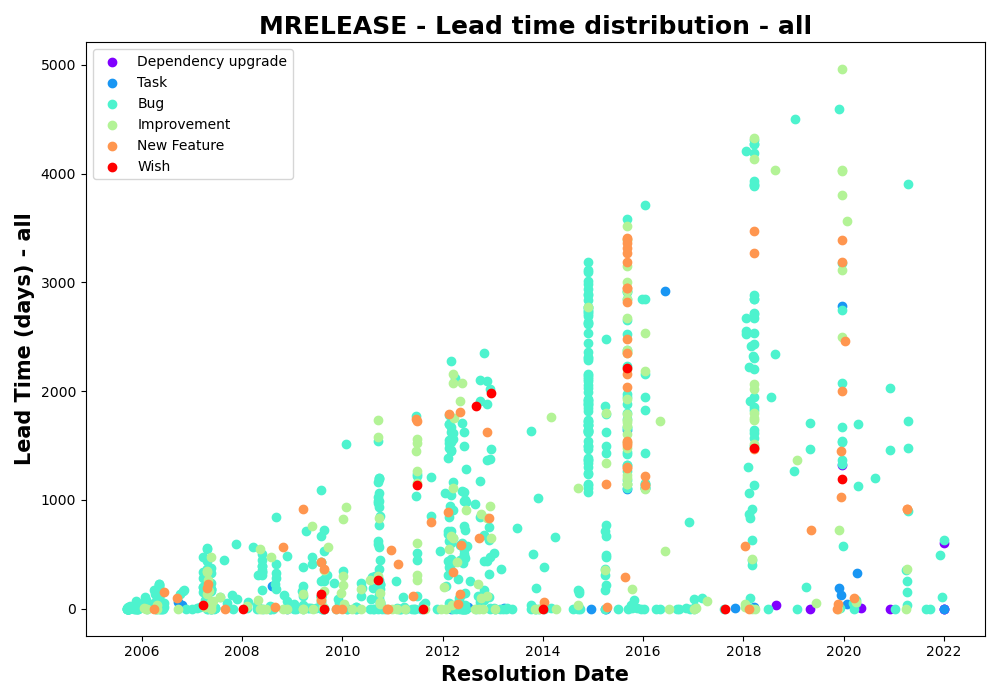 MRELEASE - Lead time distribution - all
Dependency upgrade
Task
Bug
Improvement
New Feature
Wish
5000
4000
3000
2000
1000
0
Lead Time (days) - all
2006 2008 2010 2012 2014 2016 2018 2020 2022
Resolution Date